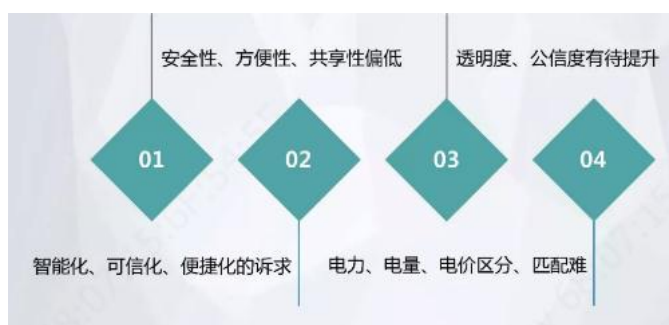 安全性、方便性、共享性偏低
透明度、公信度有待提升
01
02
03
04
智能化、可信化、便捷化的诉求
电力、电量、电价区分、匹配难